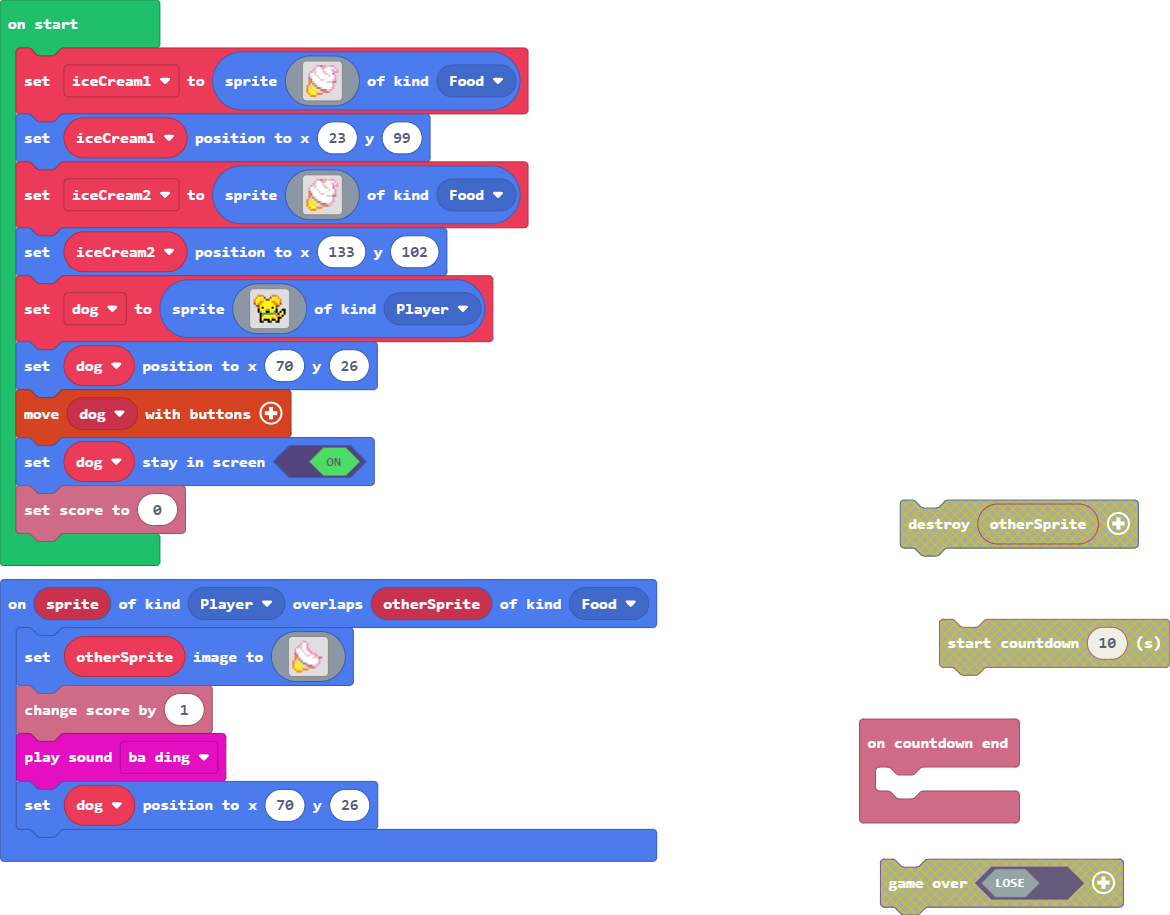 on start
set iceCream1 to sprite of kind Food
set iceCream1 position to x 23 y 99
set iceCream2 to sprite of kind Food
set iceCream2 position to x 133 y 102
set dog to sprite of kind Player
set dog position to x 70 y 26
move dog with buttons
set dog stay in screen ON
set score to 0
destroy otherSprite
on sprite of kind Player overlaps otherSprite of kind Food
set otherSprite image to
start countdown 10 (s)
change score by 1
on countdown end
play sound ba ding
set dog position to x 70 y 26
game over LOSE